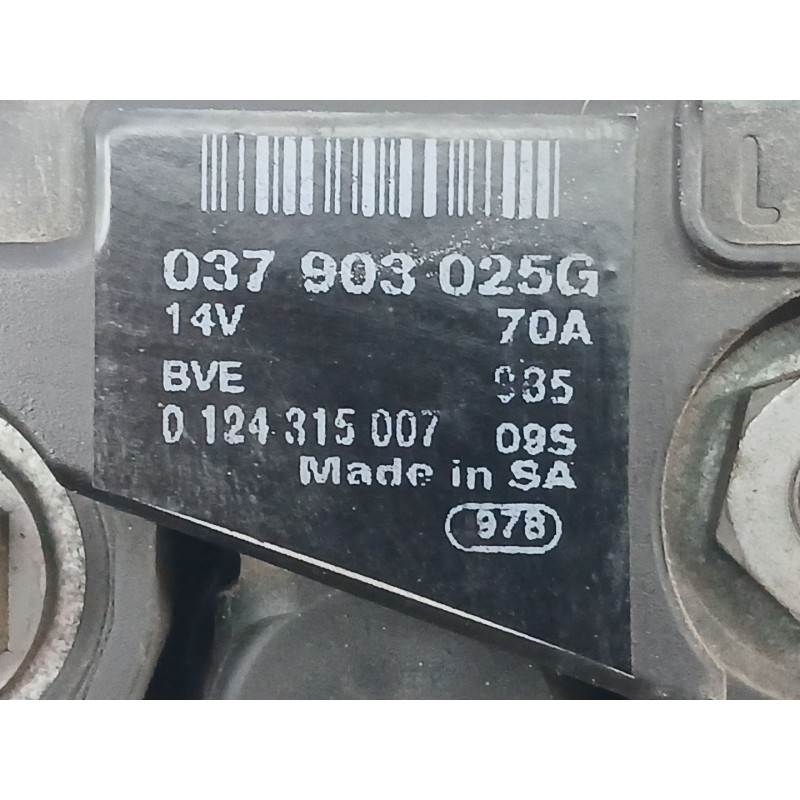 037 903 025G
14V 70A
BVE 985
0 124 315 007 09S
Made in SA
978
L